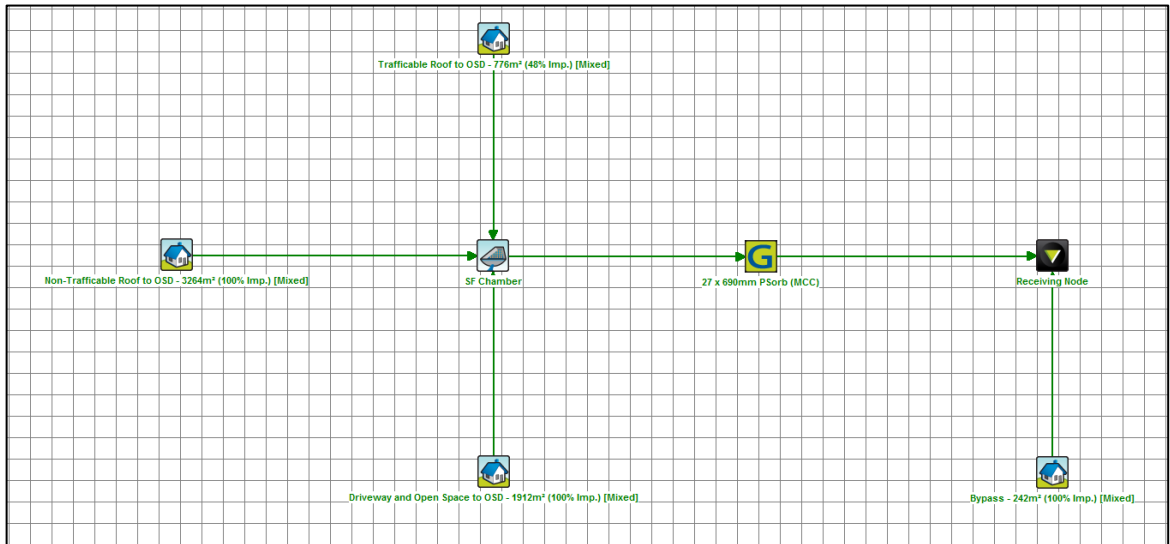 Trafficable Roof to OSD - 776m² (48% Imp.) [Mixed]
Non-Trafficable Roof to OSD - 3264m² (100% Imp.) [Mixed]
SF Chamber
G
27 x 690mm PSorb (MCC)
Receiving Node
Driveway and Open Space to OSD - 1912m² (100% Imp.) [Mixed]
Bypass - 242m² (100% Imp.) [Mixed]